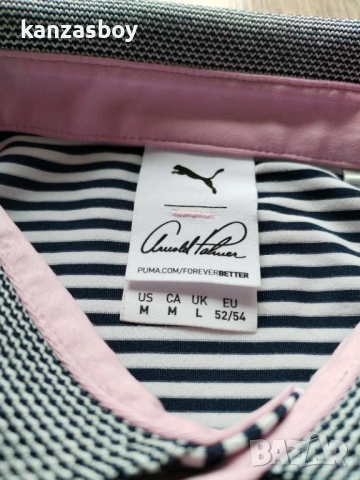 kanzasboy
Arnold Palmer
PUMA.COM/FOREVERBETTER
US CA UK EU
M M L 52/54
BAZAR